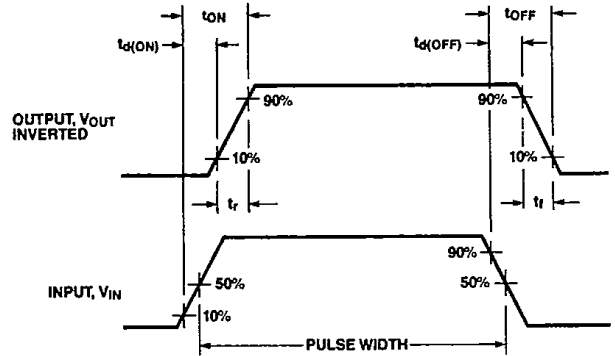 tON
tOFF
td(ON)
td(OFF)
90%
90%
OUTPUT, VOUT
INVERTED
10%
10%
tr
tf
90%
50%
50%
INPUT, VIN
10%
PULSE WIDTH